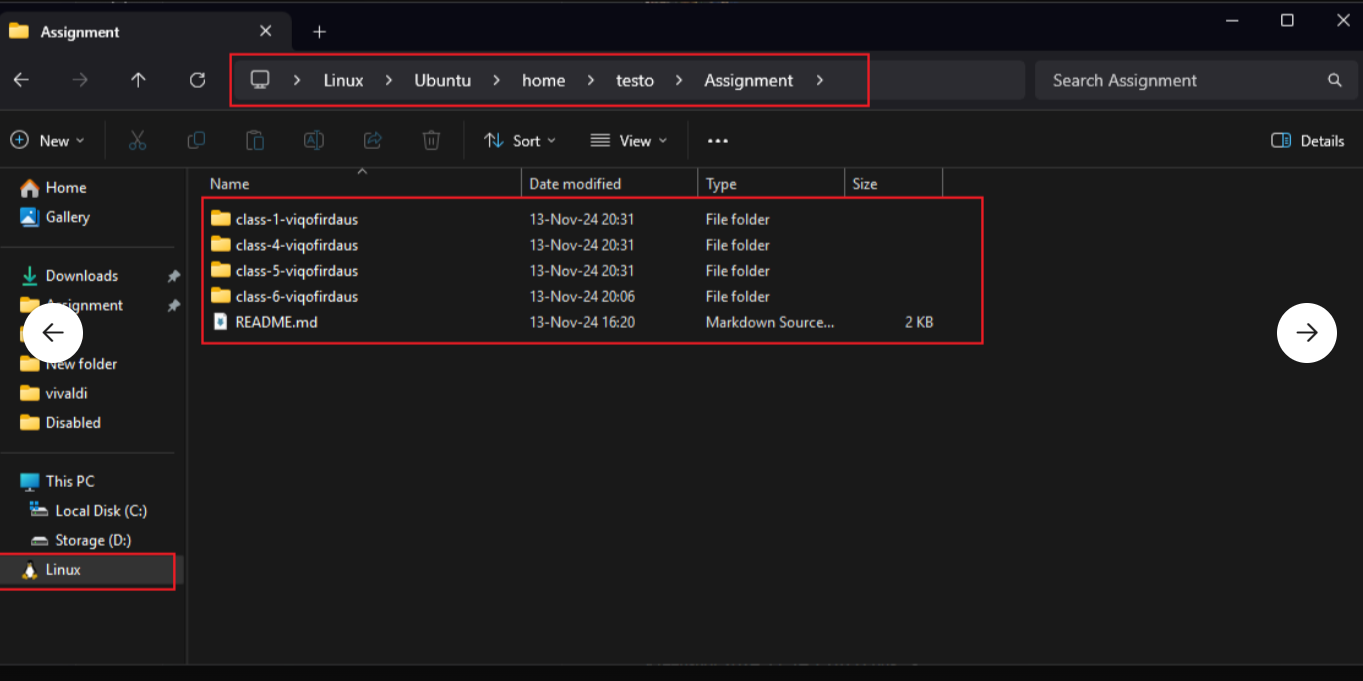 Assignment
Linux Ubuntu home testo Assignment
Search Assignment
New Sort View Details
Home
Gallery
Downloads
Assignment
New folder
vivaldi
Disabled
This PC
Local Disk (C:)
Storage (D:)
Linux
Name Date modified Type Size
class-1-viqofirdaus 13-Nov-24 20:31 File folder
class-4-viqofirdaus 13-Nov-24 20:31 File folder
class-5-viqofirdaus 13-Nov-24 20:31 File folder
class-6-viqofirdaus 13-Nov-24 20:06 File folder
README.md 13-Nov-24 16:20 Markdown Source... 2 KB